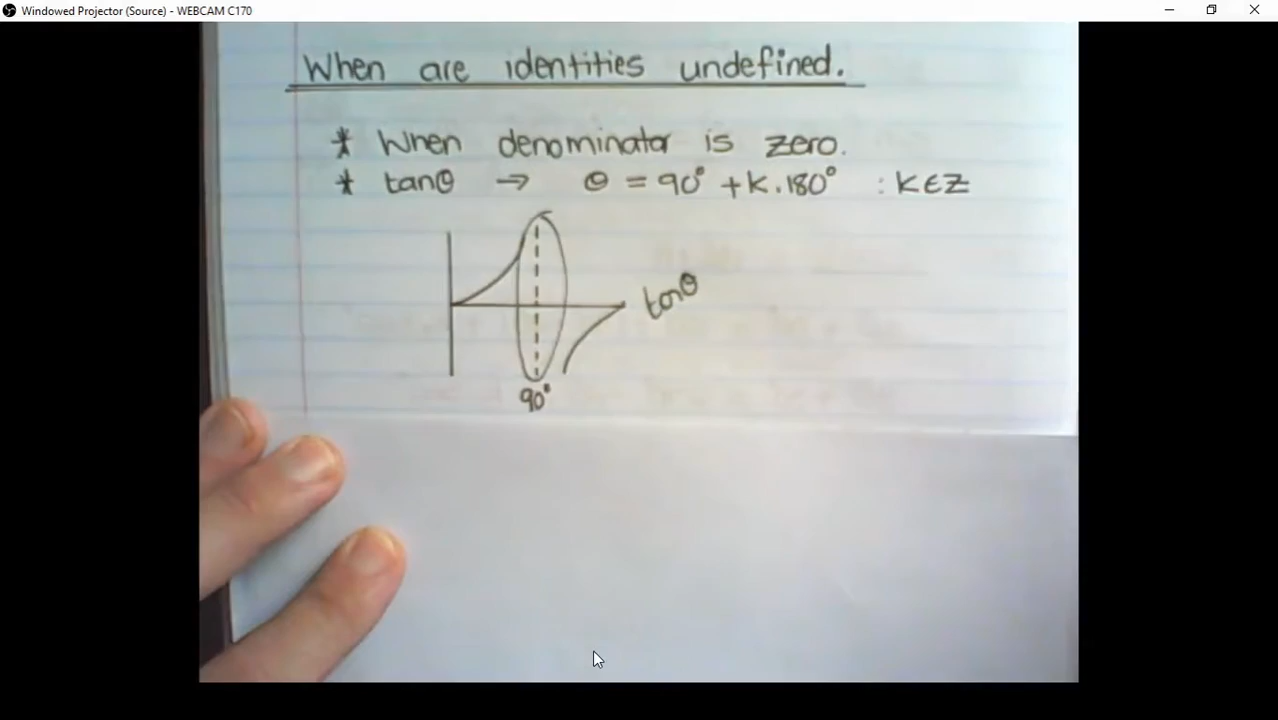 Windowed Projector (Source) - WEBCAM C170
When are identities undefined.
* When denominator is zero.
* tanθ → θ = 90° + K.180° : K∈Z
tanθ
90°